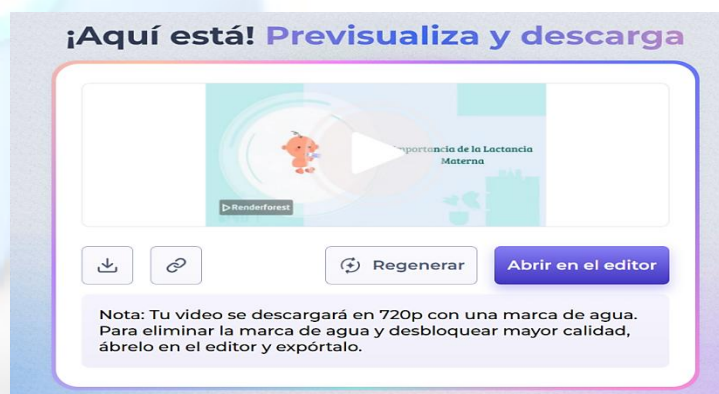 ¡Aquí está! Previsualiza y descarga
Importancia de la Lactancia
Materna
Renderforest
Regenerar
Abrir en el editor
Nota: Tu video se descargará en 720p con una marca de agua.
Para eliminar la marca de agua y desbloquear mayor calidad,
ábrelo en el editor y expórtalo.